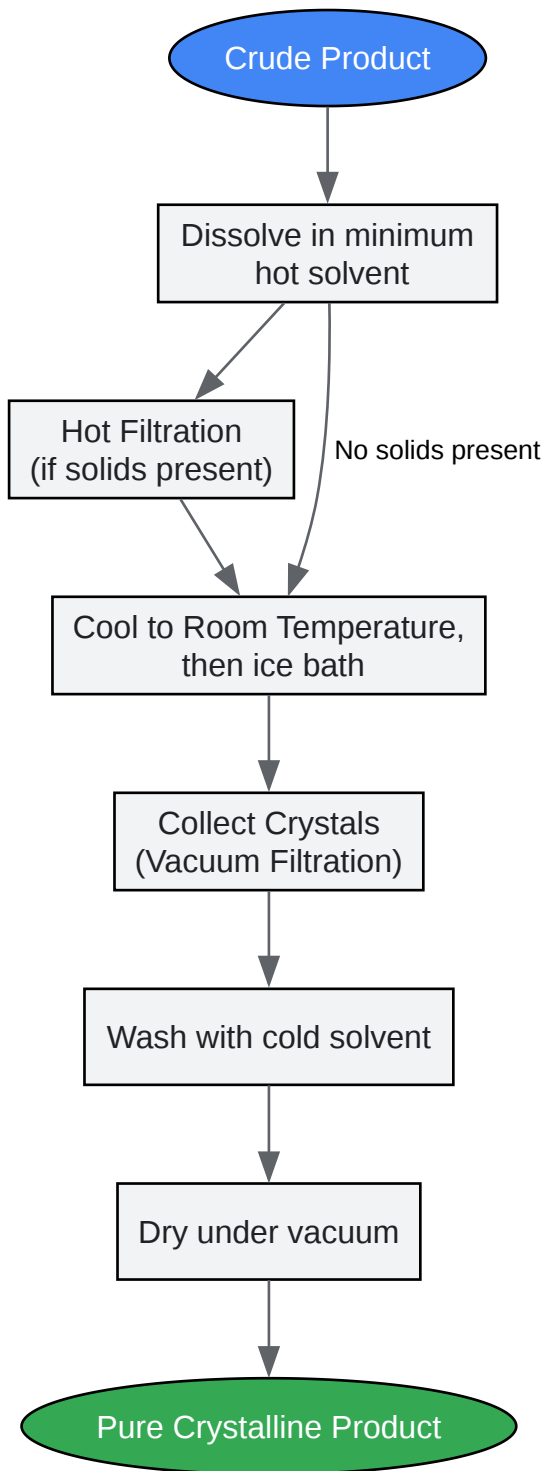 Crude Product
Dissolve in minimum
hot solvent
Hot Filtration
(if solids present)
No solids present
Cool to Room Temperature,
then ice bath
Collect Crystals
(Vacuum Filtration)
Wash with cold solvent
Dry under vacuum
Pure Crystalline Product